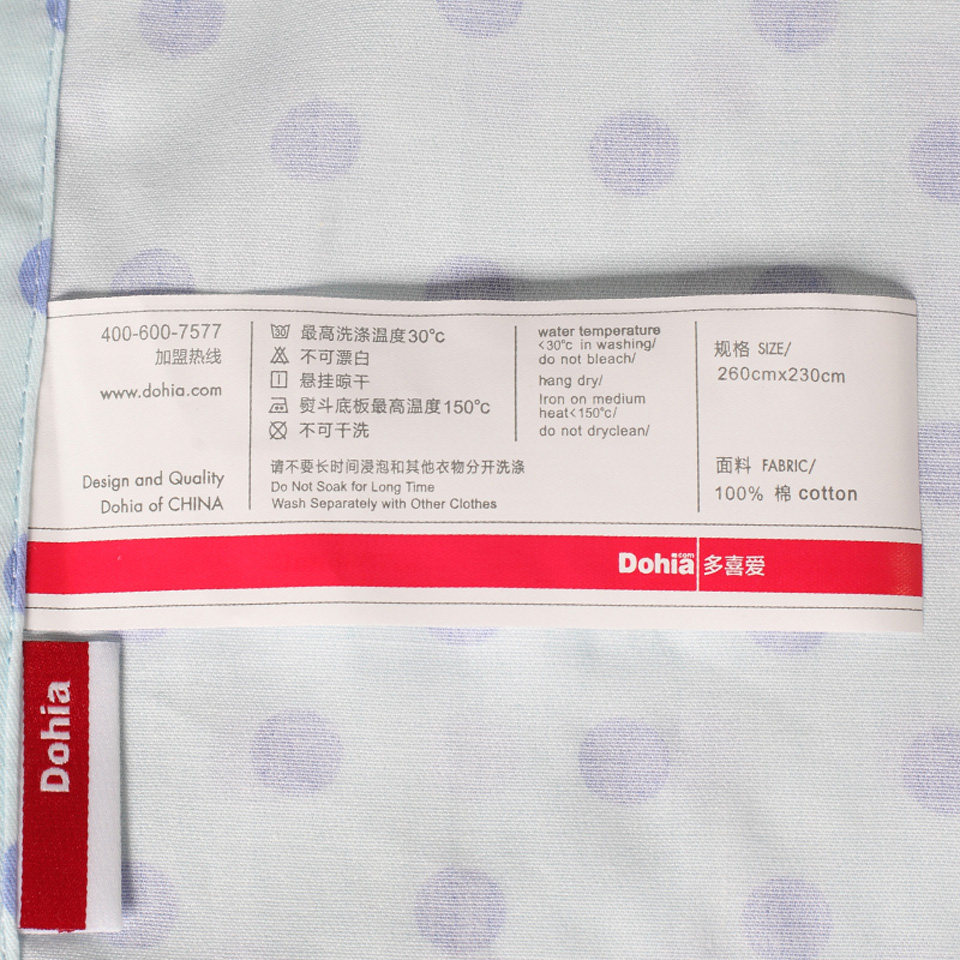 400-600-7577
加盟热线
www.dohia.com
Design and Quality
Dohia of CHINA
30 最高洗涤温度30℃
不可漂白
悬挂晾干
熨斗底板最高温度150℃
不可干洗
water temperature
<30℃ in washing/
do not bleach/
hang dry/
Iron on medium
heat<150℃/
do not dryclean/
请不要长时间浸泡和其他衣物分开洗涤
Do Not Soak for Long Time
Wash Separately with Other Clothes
规格 SIZE/
260cmx230cm
面料 FABRIC/
100% 棉 cotton
Dohia.com 多喜爱
Dohia